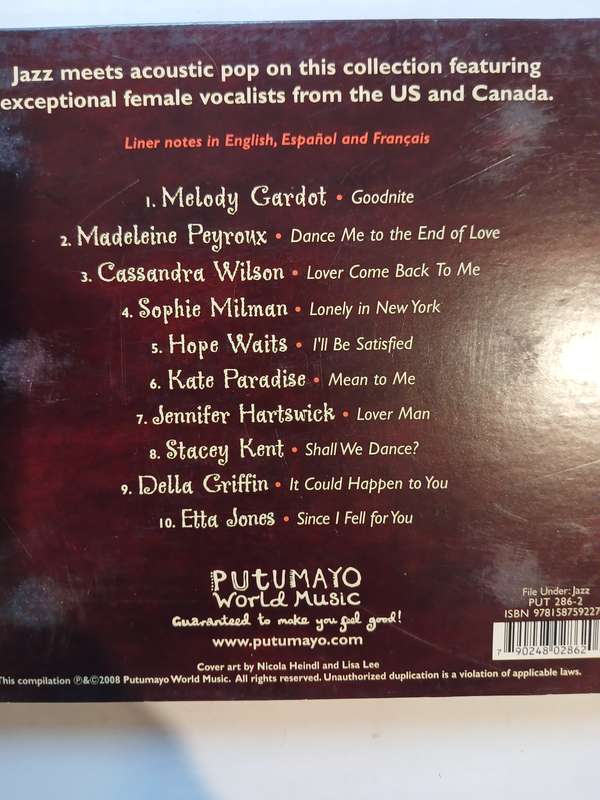 Jazz meets acoustic pop on this collection featuring
exceptional female vocalists from the US and Canada.
Liner notes in English, Español and Français
1. Melody Gardot • Goodnite
2. Madeleine Peyroux • Dance Me to the End of Love
3. Cassandra Wilson • Lover Come Back To Me
4. Sophie Milman • Lonely in New York
5. Hope Waits • I'll Be Satisfied
6. Kate Paradise • Mean to Me
7. Jennifer Hartswick • Lover Man
8. Stacey Kent • Shall We Dance?
9. Della Griffin • It Could Happen to You
10. Etta Jones • Since I Fell for You
PUTUMAYO
World Music
Guaranteed to make you feel good!
www.putumayo.com
File Under: Jazz
PUT 286-2
ISBN 978158759227
7 90248 02862
Cover art by Nicola Heindl and Lisa Lee
This compilation ℗&©2008 Putumayo World Music. All rights reserved. Unauthorized duplication is a violation of applicable laws.